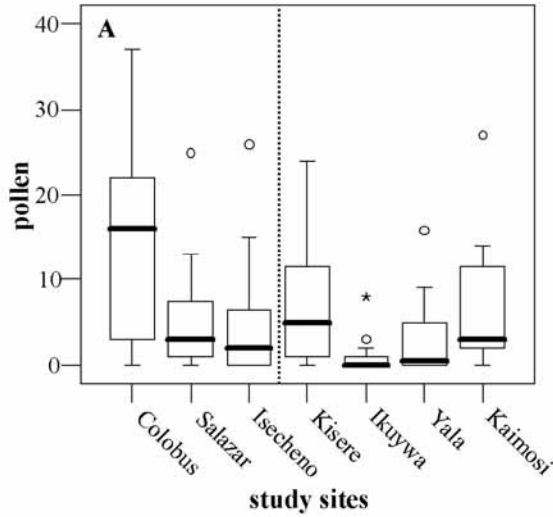 A
40
30
20
10
0
pollen
Colobus
Salazar
Isecheno
Kisere
Ikuywa
Yala
Kaimosi
study sites